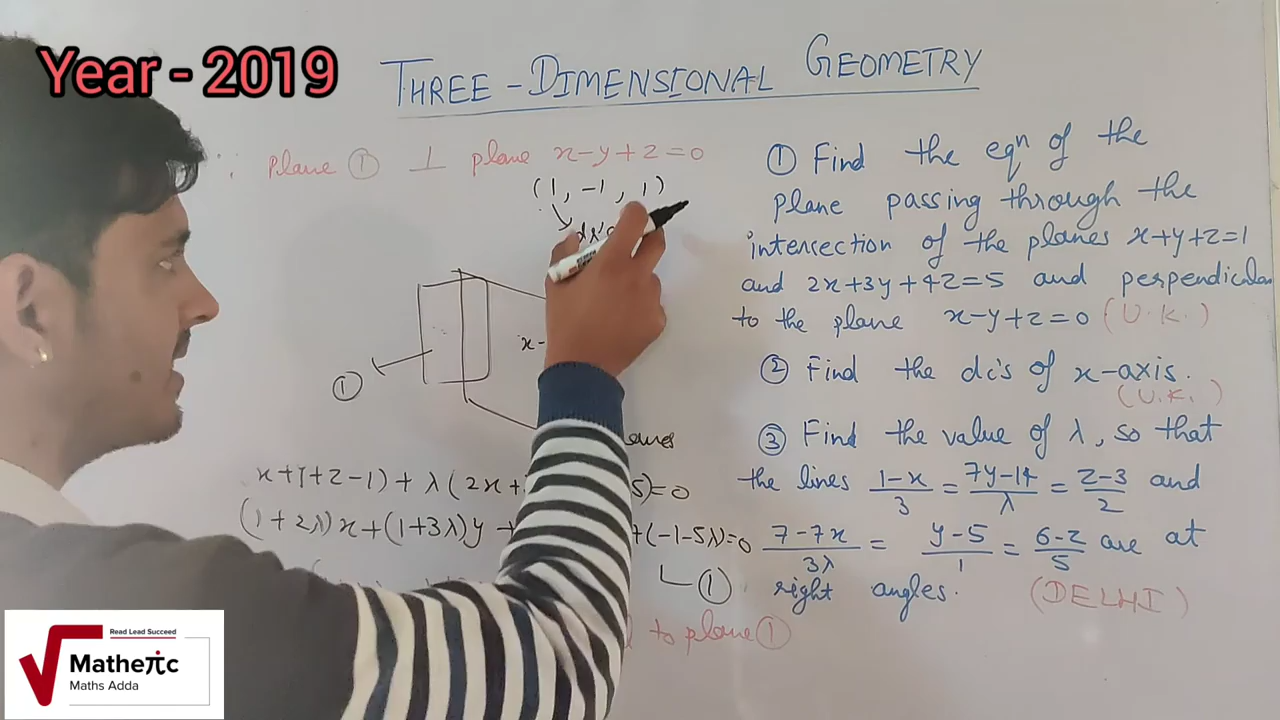 Year - 2019
THREE-DIMENSIONAL GEOMETRY
∵ Plane ① ⊥ plane x-y+z=0
(1, -1, 1)
x-
①
x+y+z-1)+λ(2x+ 5)=0
(1+2λ)x+(1+3λ)y +(-1-5λ)=0
①
to plane ①
① Find the eqⁿ of the
plane passing through the
intersection of the planes x+y+z=1
and 2x+3y+4z=5 and perpendicular
to the plane x-y+z=0 (U.K.)
② Find the dc's of x-axis.
(U.K.)
③ Find the value of λ, so that
the lines (1-x)/3 = (7y-14)/λ = (z-3)/2 and
(7-7x)/3λ = (y-5)/1 = (6-z)/5 are at
right angles. (DELHI)
Read Lead Succeed
Matheπc
Maths Adda